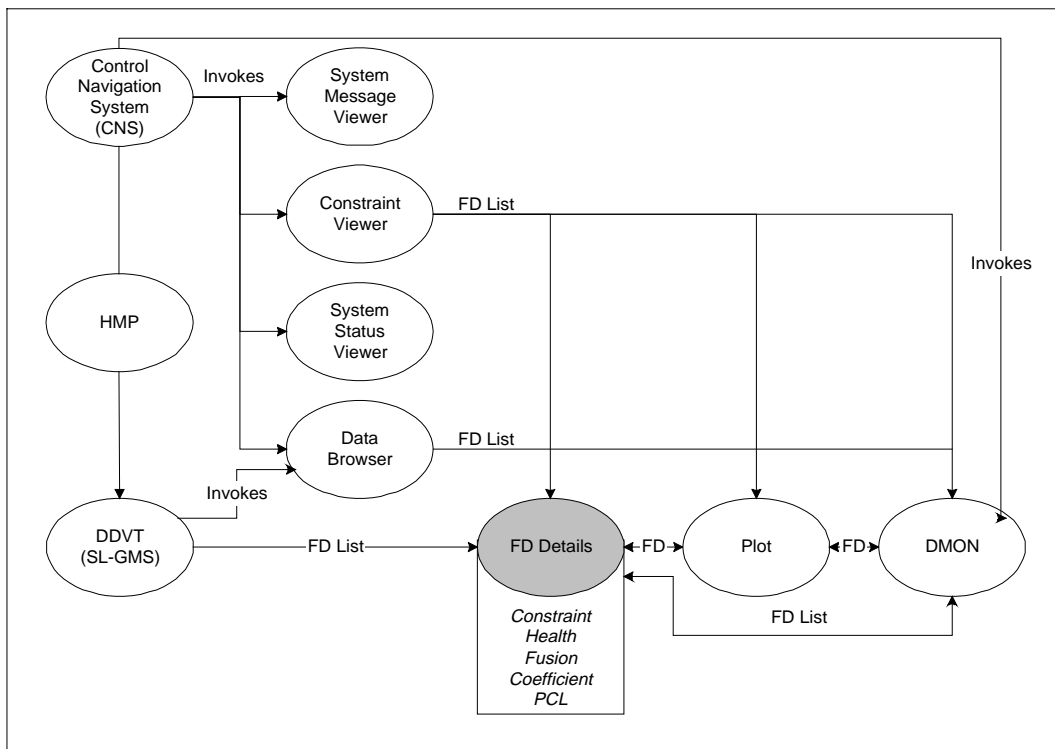 Control
Navigation
System
(CNS)
Invokes
System
Message
Viewer
Constraint
Viewer
FD List
Invokes
HMP
System
Status
Viewer
Data
Browser
FD List
Invokes
DDVT
(SL-GMS)
FD List
FD Details
FD
Plot
FD
DMON
FD List
Constraint
Health
Fusion
Coefficient
PCL